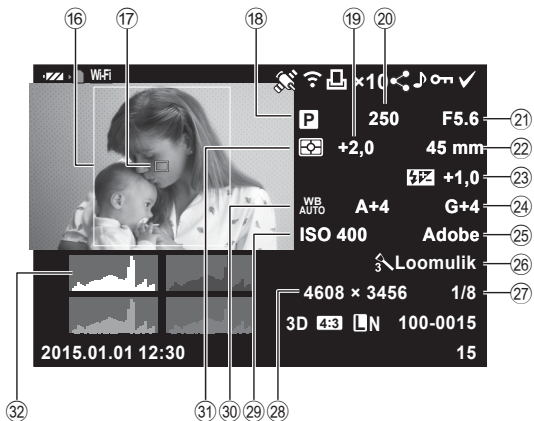 ⑯ ⑰ ⑱ ⑲ ⑳
Wi-Fi ×10
P 250 F5.6 ㉑
+2,0 45 mm ㉒
+1,0 ㉓
WB AUTO A+4 G+4 ㉔
ISO 400 Adobe ㉕
3 Loomulik ㉖
4608 × 3456 1/8 ㉗
3D 4:3 LN 100-0015
2015.01.01 12:30 15
㉜ ㉛ ㉚ ㉙ ㉘